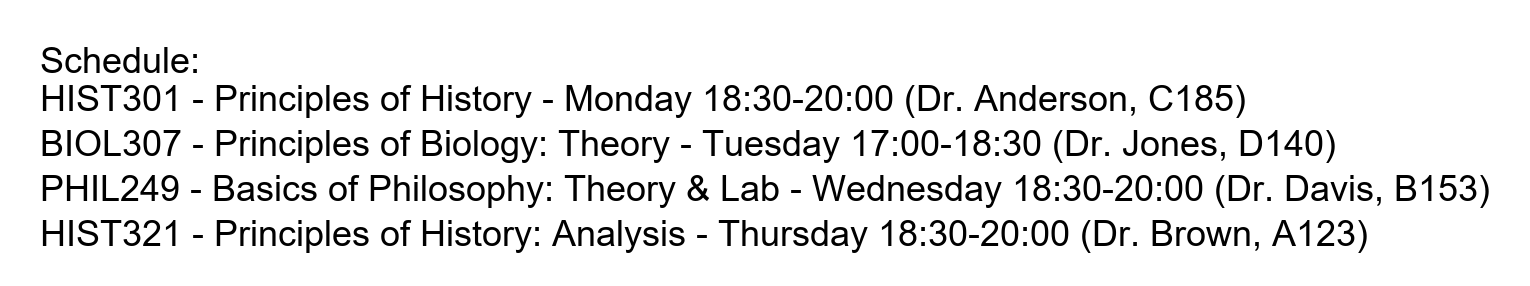 Schedule:
HIST301 - Principles of History - Monday 18:30-20:00 (Dr. Anderson, C185)
BIOL307 - Principles of Biology: Theory - Tuesday 17:00-18:30 (Dr. Jones, D140)
PHIL249 - Basics of Philosophy: Theory & Lab - Wednesday 18:30-20:00 (Dr. Davis, B153)
HIST321 - Principles of History: Analysis - Thursday 18:30-20:00 (Dr. Brown, A123)